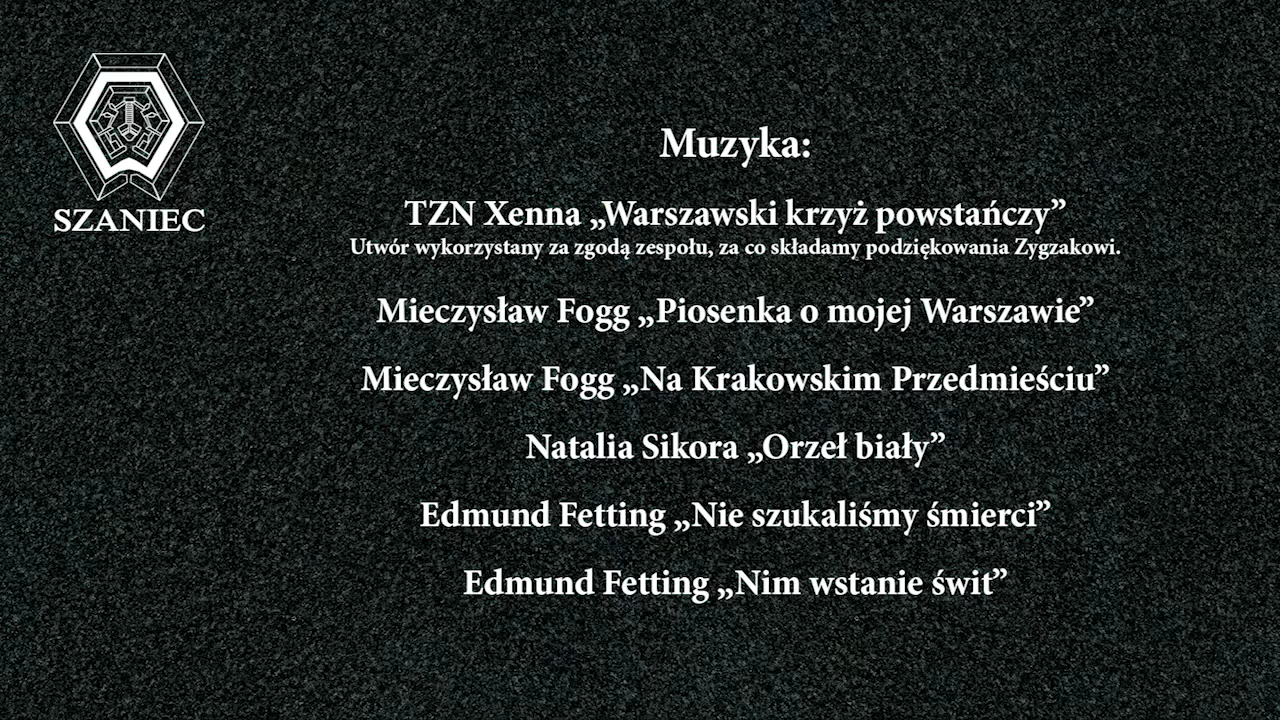 SZANIEC
Muzyka:
TZN Xenna „Warszawski krzyż powstańczy”
Utwór wykorzystany za zgodą zespołu, za co składamy podziękowania Zygzakowi.
Mieczysław Fogg „Piosenka o mojej Warszawie”
Mieczysław Fogg „Na Krakowskim Przedmieściu”
Natalia Sikora „Orzeł biały”
Edmund Fetting „Nie szukaliśmy śmierci”
Edmund Fetting „Nim wstanie świt”